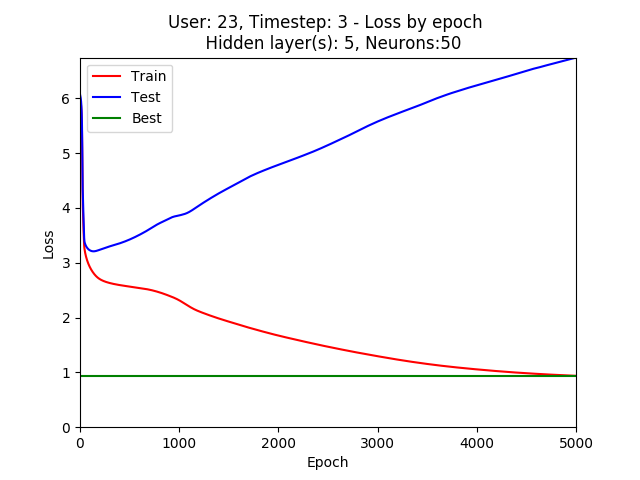 User: 23, Timestep: 3 - Loss by epoch
Hidden layer(s): 5, Neurons:50
Train
Test
Best
6
5
4
3
2
1
0
Loss
0 1000 2000 3000 4000 5000
Epoch